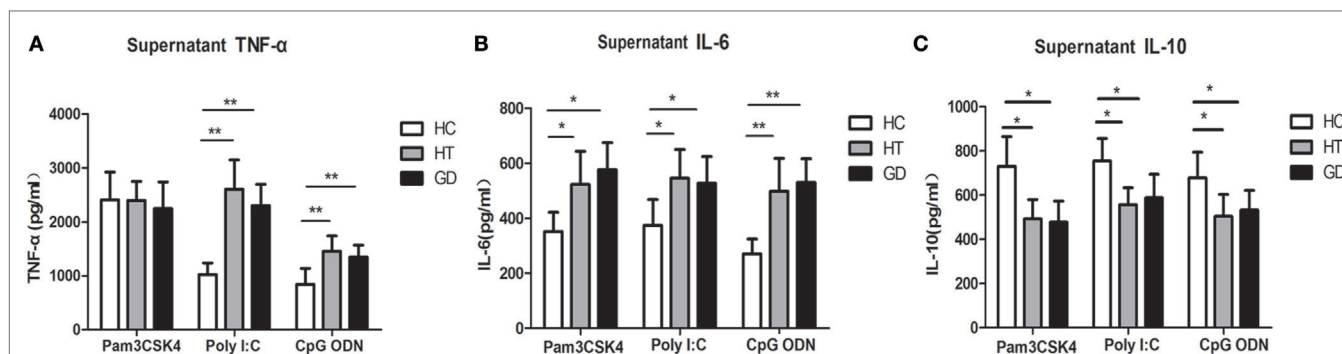 A
Supernatant TNF-α
TNF-α (pg/ml)
4000
3000
2000
1000
0
**
**
**
**
Pam3CSK4 Poly I:C CpG ODN
HC
HT
GD
B
Supernatant IL-6
IL-6(pg/ml)
800
600
400
200
0
*
*
*
*
**
**
Pam3CSK4 Poly I:C CpG ODN
HC
HT
GD
C
Supernatant IL-10
IL-10(pg/ml)
1000
800
600
400
200
0
*
*
*
*
*
*
Pam3CSK4 Poly I:C CpG ODN
HC
HT
GD